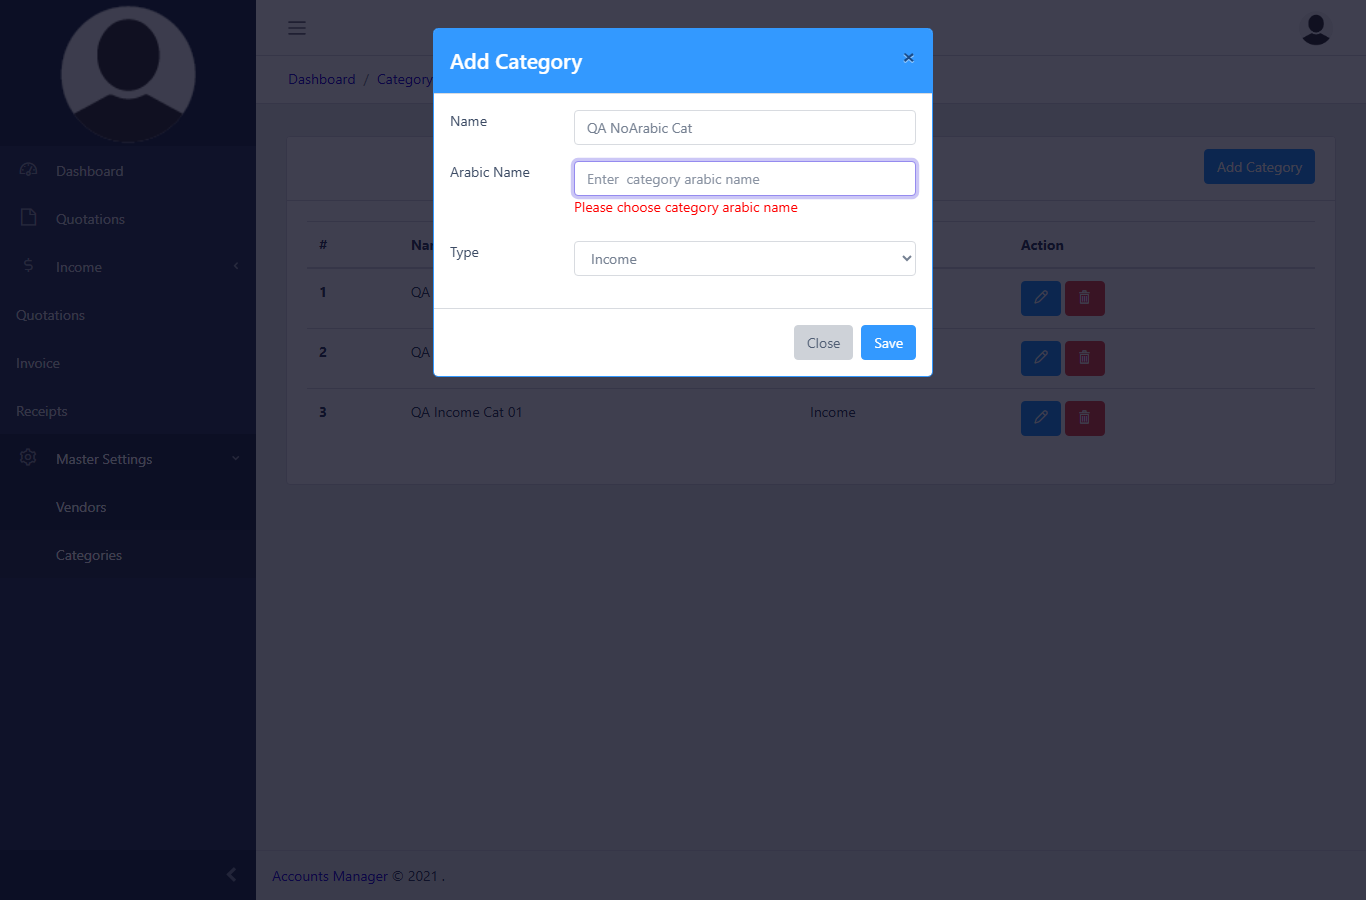 Add Category
×
Dashboard / Category
Name
QA NoArabic Cat
Arabic Name
Enter category arabic name
Please choose category arabic name
Type
Income
Close
Save
Dashboard
Quotations
Income
Quotations
Invoice
Receipts
Master Settings
Vendors
Categories
Add Category
# Action
1 QA
2 QA
3 QA Income Cat 01 Income
Accounts Manager © 2021 .